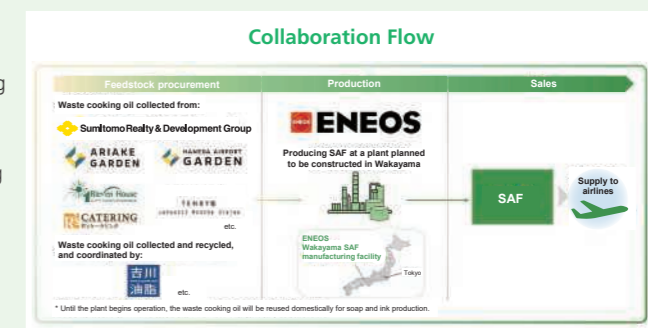 Collaboration Flow
Feedstock procurement
Production
Sales
Waste cooking oil collected from:
Sumitomo Realty & Development Group
ARIAKE
GARDEN
HANEDA AIRPORT
GARDEN
CATERING
etc.
Waste cooking oil collected and recycled,
and coordinated by:
吉川
油脂
etc.
ENEOS
Producing SAF at a plant planned
to be constructed in Wakayama
ENEOS
Wakayama SAF
manufacturing facility
Tokyo
SAF
Supply to
airlines
* Until the plant begins operation, the waste cooking oil will be reused domestically for soap and ink production.
g
g